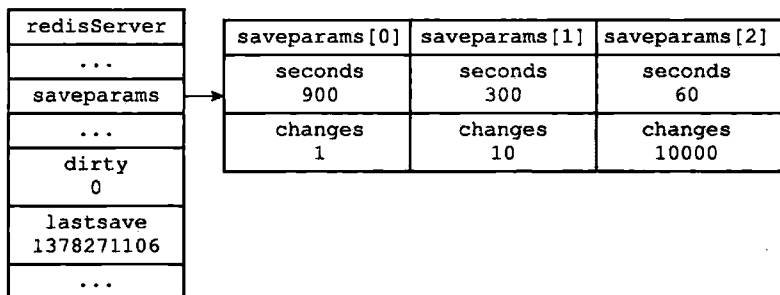 redisServer
...
saveparams
...
dirty
0
lastsave
1378271106
...
saveparams[0] saveparams[1] saveparams[2]
seconds seconds seconds
900 300 60
changes changes changes
1 10 10000